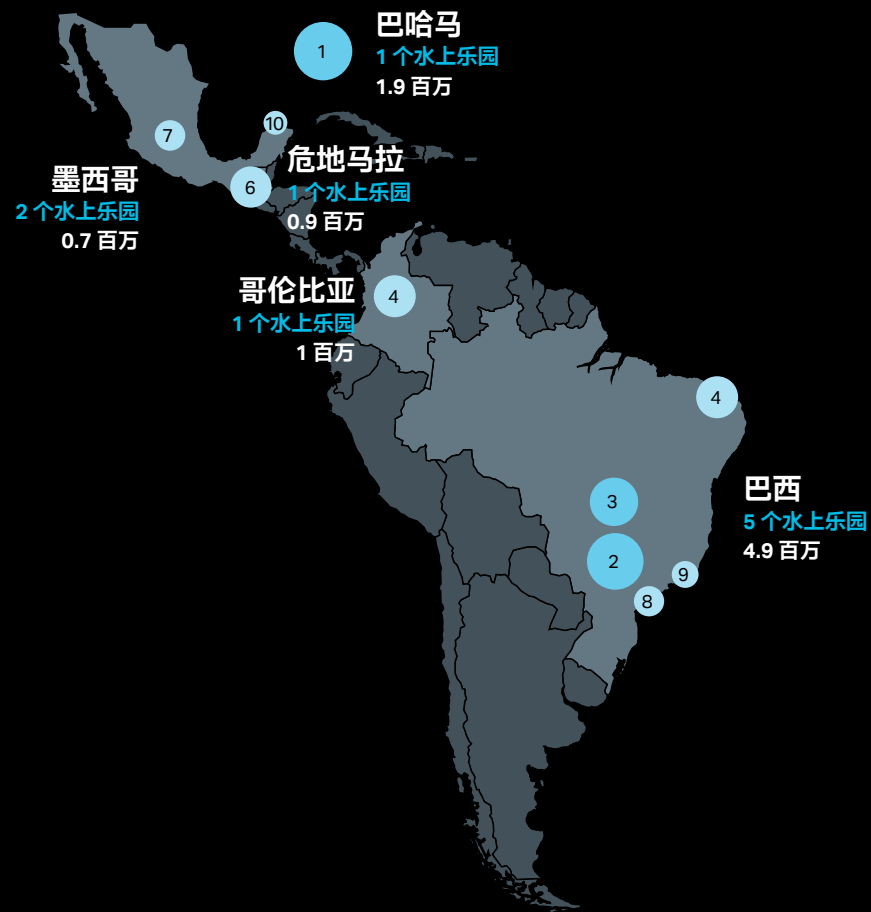 巴哈马
1 个水上乐园
1.9 百万
1
10
7
危地马拉
1 个水上乐园
0.9 百万
6
墨西哥
2 个水上乐园
0.7 百万
哥伦比亚
1 个水上乐园
1 百万
4
4
3
巴西
5 个水上乐园
4.9 百万
2
9
8